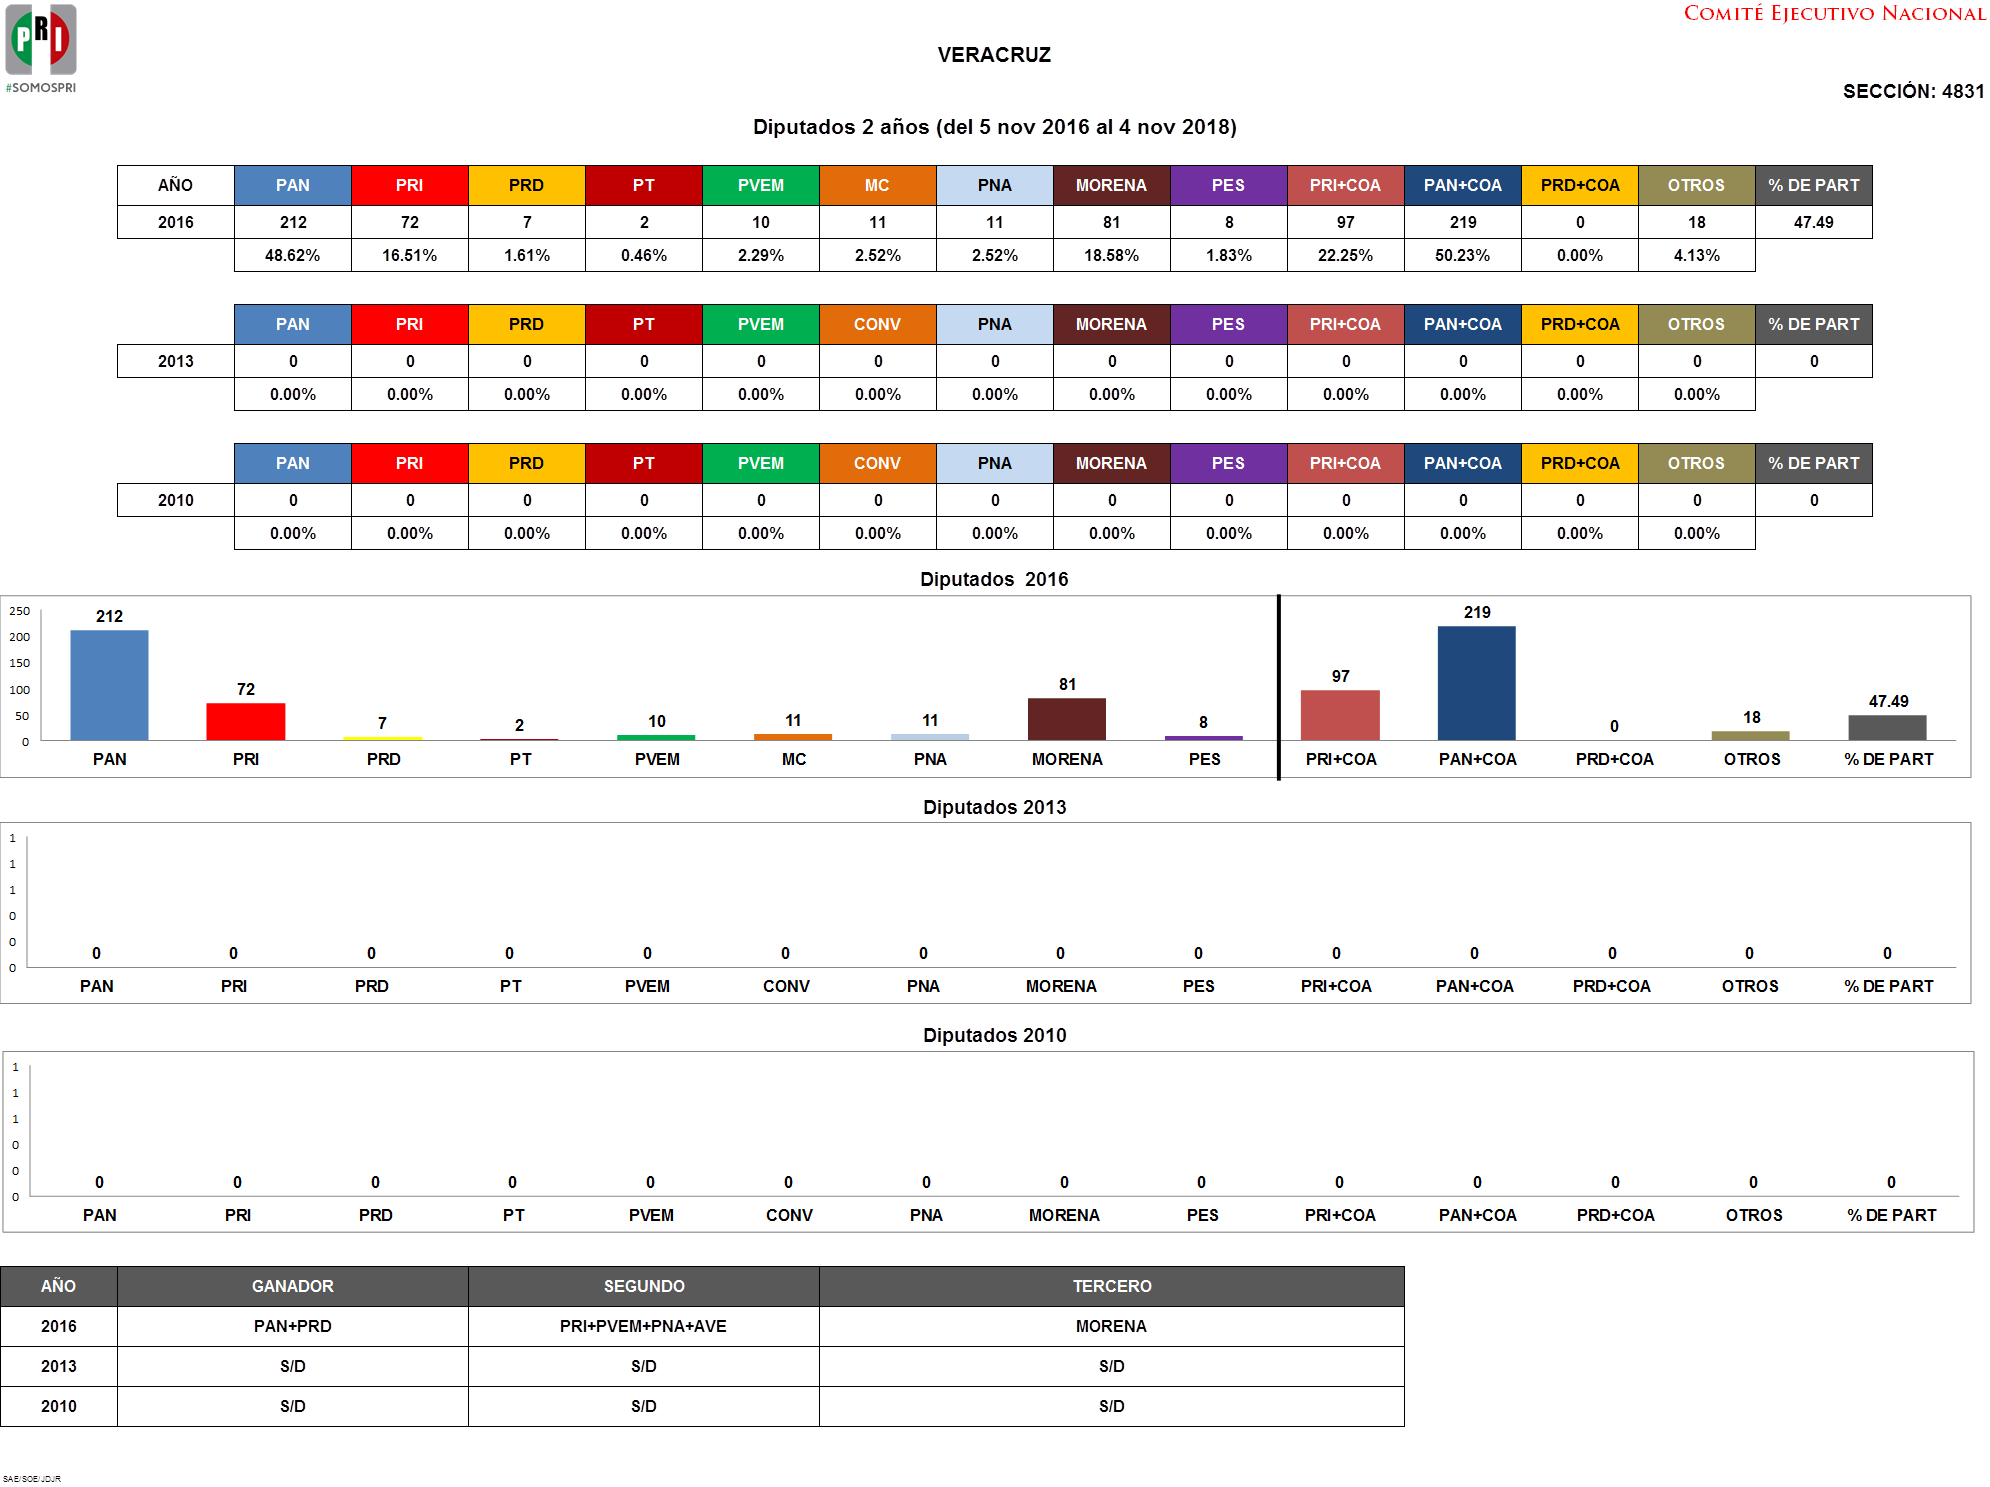 PRI
#SOMOSPRI
COMITÉ EJECUTIVO NACIONAL
VERACRUZ
SECCIÓN: 4831
Diputados 2 años (del 5 nov 2016 al 4 nov 2018)
AÑO PAN PRI PRD PT PVEM MC PNA MORENA PES PRI+COA PAN+COA PRD+COA OTROS % DE PART
2016 212 72 7 2 10 11 11 81 8 97 219 0 18 47.49
48.62% 16.51% 1.61% 0.46% 2.29% 2.52% 2.52% 18.58% 1.83% 22.25% 50.23% 0.00% 4.13%
PAN PRI PRD PT PVEM CONV PNA MORENA PES PRI+COA PAN+COA PRD+COA OTROS % DE PART
2013 0 0 0 0 0 0 0 0 0 0 0 0 0 0
0.00% 0.00% 0.00% 0.00% 0.00% 0.00% 0.00% 0.00% 0.00% 0.00% 0.00% 0.00% 0.00%
PAN PRI PRD PT PVEM CONV PNA MORENA PES PRI+COA PAN+COA PRD+COA OTROS % DE PART
2010 0 0 0 0 0 0 0 0 0 0 0 0 0 0
0.00% 0.00% 0.00% 0.00% 0.00% 0.00% 0.00% 0.00% 0.00% 0.00% 0.00% 0.00% 0.00%
Diputados 2016
250
200
150
100
50
0
212 72 7 2 10 11 11 81 8 97 219 0 18 47.49
PAN PRI PRD PT PVEM MC PNA MORENA PES PRI+COA PAN+COA PRD+COA OTROS % DE PART
Diputados 2013
1
1
1
0
0
0
0 0 0 0 0 0 0 0 0 0 0 0 0 0
PAN PRI PRD PT PVEM CONV PNA MORENA PES PRI+COA PAN+COA PRD+COA OTROS % DE PART
Diputados 2010
1
1
1
0
0
0
0 0 0 0 0 0 0 0 0 0 0 0 0 0
PAN PRI PRD PT PVEM CONV PNA MORENA PES PRI+COA PAN+COA PRD+COA OTROS % DE PART
AÑO GANADOR SEGUNDO TERCERO
2016 PAN+PRD PRI+PVEM+PNA+AVE MORENA
2013 S/D S/D S/D
2010 S/D S/D S/D
SAE/SOE/JDJR